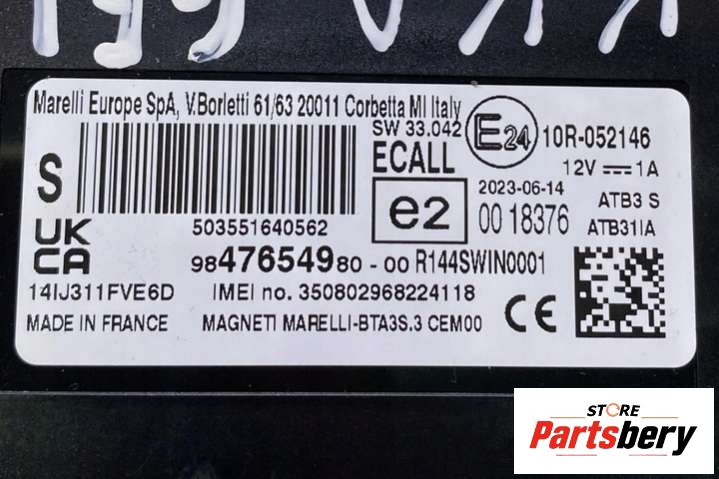 Marelli Europe SpA, V.Borletti 61/63 20011 Corbetta MI Italy
SW 33.042
E24
10R-052146
ECALL
12V 1A
S
e2
2023-06-14
00 18376
ATB3 S
ATB31IA
503551640562
UK
CA
9847654980-00 R144SWIN0001
14IJ311FVE6D
IMEI no. 350802968224118
MADE IN FRANCE
MAGNETI MARELLI-BTA3S.3 CEM00
CE
STORE
Partsbery